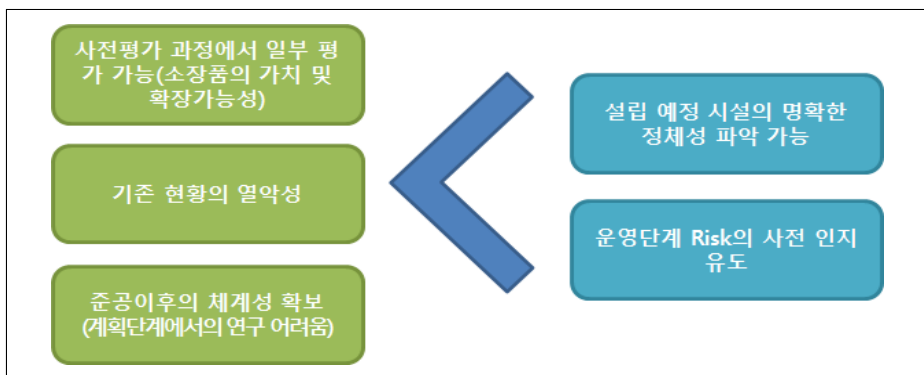 사전평가 과정에서 일부 평
가 가능(소장품의 가치 및
확장가능성)
기존 현황의 열악성
준공이후의 체계성 확보
(계획단계에서의 연구 어려움)
설립 예정 시설의 명확한
정체성 파악 가능
운영단계 Risk의 사전 인지
유도